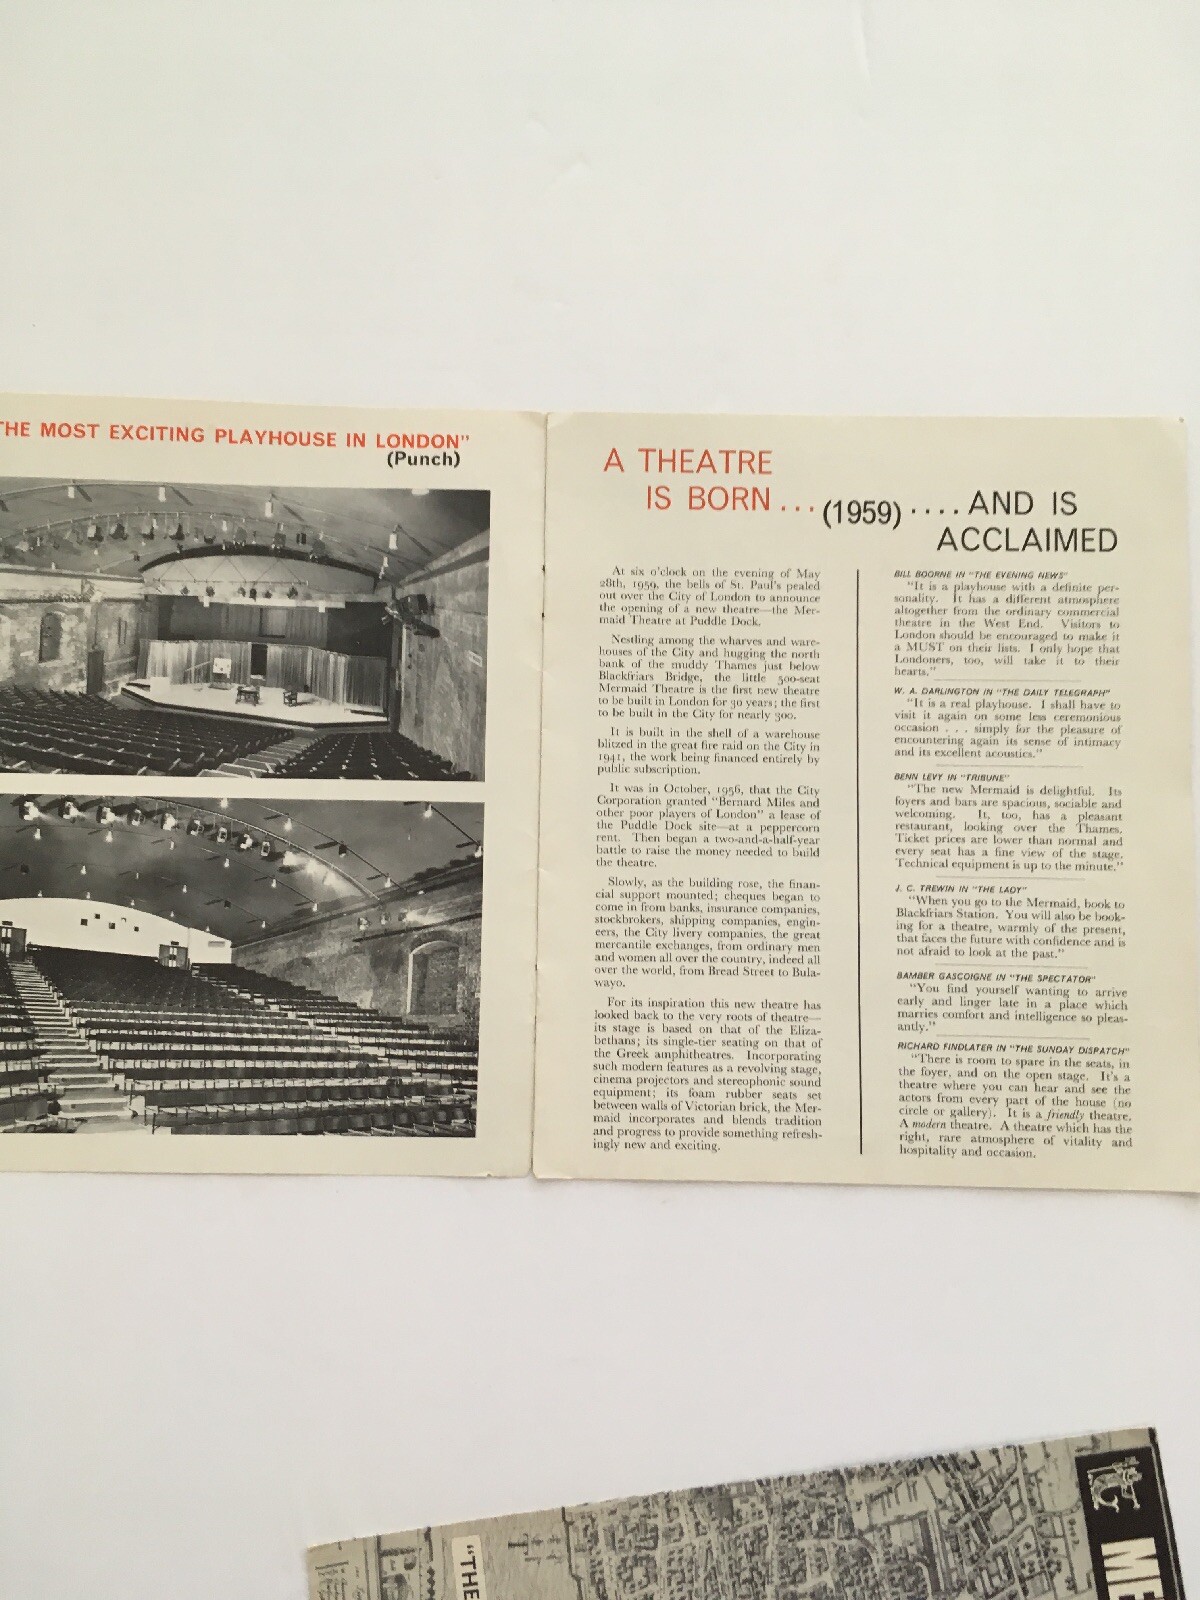 THE MOST EXCITING PLAYHOUSE IN LONDON"
(Punch)
A THEATRE
IS BORN ... (1959) .... AND IS
ACCLAIMED
At six o'clock on the evening of May
28th, 1959, the bells of St. Paul's pealed
out over the City of London to announce
the opening of a new theatre—the Mer-
maid Theatre at Puddle Dock.
Nestling among the wharves and ware-
houses of the City and hugging the north
bank of the muddy Thames just below
Blackfriars Bridge, the little 500-seat
Mermaid Theatre is the first new theatre
to be built in London for 30 years; the first
to be built in the City for nearly 300.
It is built in the shell of a warehouse
blitzed in the great fire raid on the City in
1941, the work being financed entirely by
public subscription.
It was in October, 1956, that the City
Corporation granted "Bernard Miles and
other poor players of London" a lease of
the Puddle Dock site—at a peppercorn
rent. Then began a two-and-a-half-year
battle to raise the money needed to build
the theatre.
Slowly, as the building rose, the finan-
cial support mounted; cheques began to
come in from banks, insurance companies,
stockbrokers, shipping companies, engin-
eers, the City livery companies, the great
mercantile exchanges, from ordinary men
and women all over the country, indeed all
over the world, from Bread Street to Bula-
wayo.
For its inspiration this new theatre has
looked back to the very roots of theatre—
its stage is based on that of the Eliza-
bethans; its single-tier seating on that of
the Greek amphitheatres. Incorporating
such modern features as a revolving stage,
cinema projectors and stereophonic sound
equipment; its foam rubber seats set
between walls of Victorian brick, the Mer-
maid incorporates and blends tradition
and progress to provide something refresh-
ingly new and exciting.
BILL BOORNE IN "THE EVENING NEWS"
"It is a playhouse with a definite per-
sonality. It has a different atmosphere
altogether from the ordinary commercial
theatre in the West End. Visitors to
London should be encouraged to make it
a MUST on their lists. I only hope that
Londoners, too, will take it to their
hearts."
W. A. DARLINGTON IN "THE DAILY TELEGRAPH"
"It is a real playhouse. I shall have to
visit it again on some less ceremonious
occasion . . . simply for the pleasure of
encountering again its sense of intimacy
and its excellent acoustics."
BENN LEVY IN "TRIBUNE"
"The new Mermaid is delightful. Its
foyers and bars are spacious, sociable and
welcoming. It, too, has a pleasant
restaurant, looking over the Thames.
Ticket prices are lower than normal and
every seat has a fine view of the stage.
Technical equipment is up to the minute."
J. C. TREWIN IN "THE LADY"
"When you go to the Mermaid, book to
Blackfriars Station. You will also be book-
ing for a theatre, warmly of the present,
that faces the future with confidence and is
not afraid to look at the past."
BAMBER GASCOIGNE IN "THE SPECTATOR"
"You find yourself wanting to arrive
early and linger late in a place which
marries comfort and intelligence so pleas-
antly."
RICHARD FINDLATER IN "THE SUNDAY DISPATCH"
"There is room to spare in the seats, in
the foyer, and on the open stage. It's a
theatre where you can hear and see the
actors from every part of the house (no
circle or gallery). It is a friendly theatre.
A modern theatre. A theatre which has the
right, rare atmosphere of vitality and
hospitality and occasion.
"THE
ME